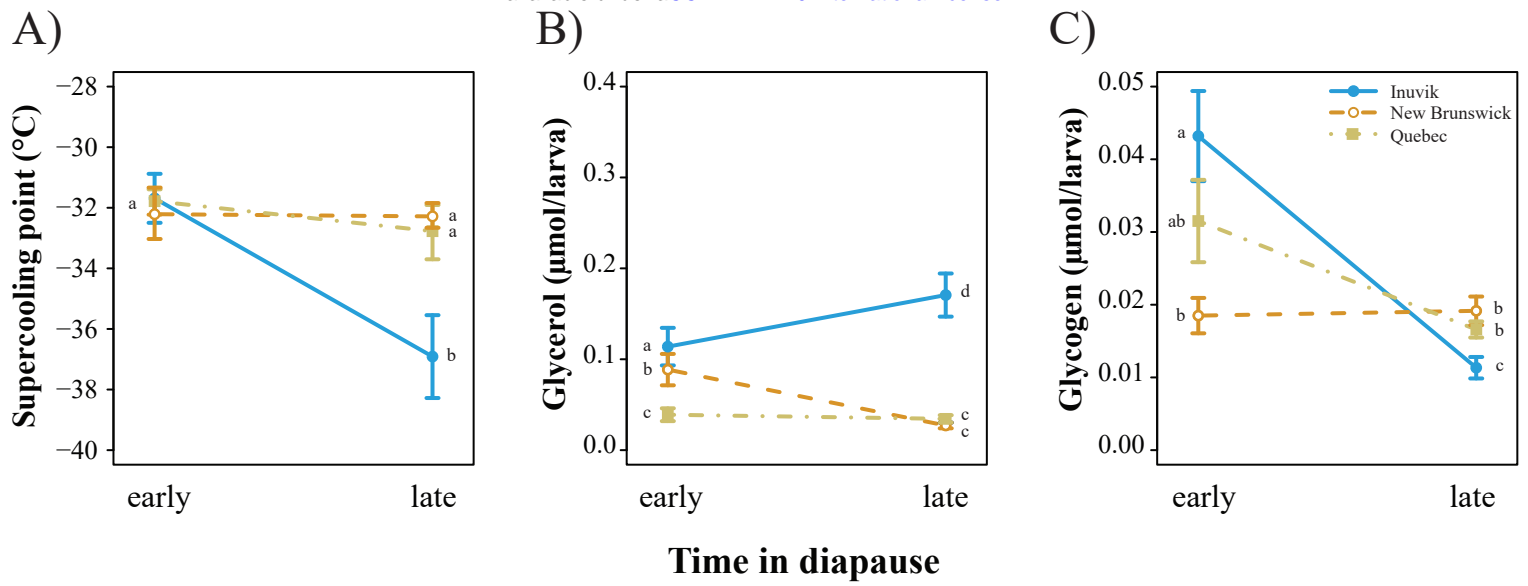 A)
B)
C)
Supercooling point (°C)
−28
−30
−32
−34
−36
−38
−40
a
a
a
b
early
late
Glycerol (µmol/larva)
0.4
0.3
0.2
0.1
0.0
a
b
c
d
c
c
early
late
Glycogen (µmol/larva)
0.05
0.04
0.03
0.02
0.01
0.00
Inuvik
New Brunswick
Quebec
a
ab
b
b
b
c
early
late
Time in diapause